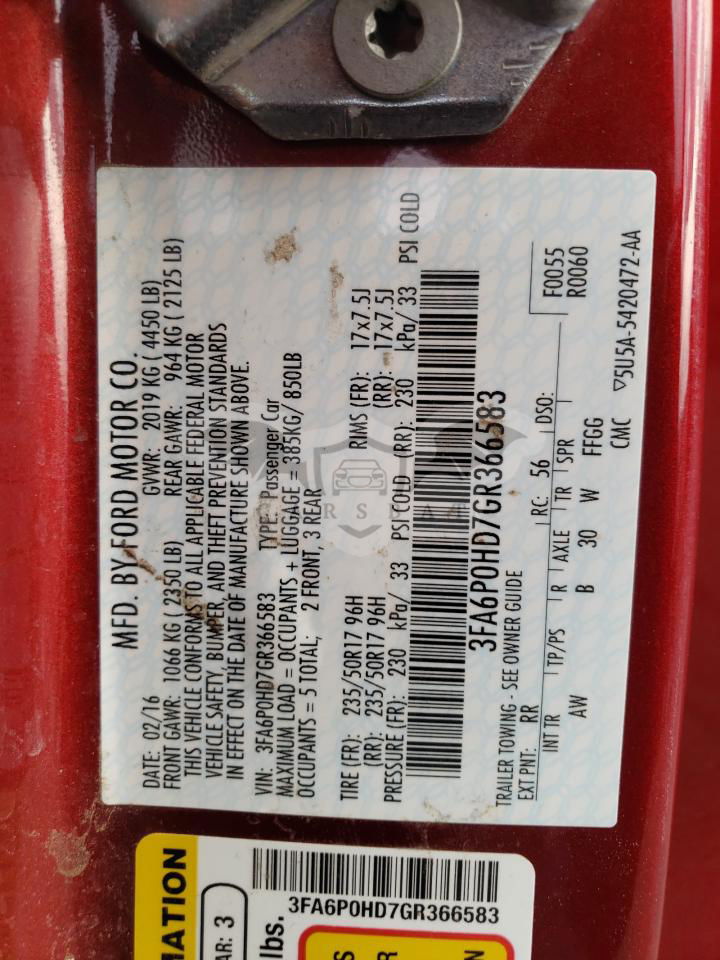 MFD. BY FORD MOTOR CO.
DATE: 02/16 GVWR: 2019 KG ( 4450 LB)
FRONT GAWR: 1066 KG ( 2350 LB) REAR GAWR: 964 KG ( 2125 LB)
THIS VEHICLE CONFORMS TO ALL APPLICABLE FEDERAL MOTOR
VEHICLE SAFETY, BUMPER, AND THEFT PREVENTION STANDARDS
IN EFFECT ON THE DATE OF MANUFACTURE SHOWN ABOVE.
VIN: 3FA6P0HD7GR366583 TYPE: Passenger Car
MAXIMUM LOAD = OCCUPANTS + LUGGAGE = 385KG/ 850LB
OCCUPANTS = 5 TOTAL; 2 FRONT, 3 REAR
TIRE (FR): 235/50R17 96H RIMS (FR): 17x7.5J
(RR): 235/50R17 96H (RR): 17x7.5J
PRESSURE (FR): 230 kPa/ 33 PSI COLD (RR): 230 kPa/ 33 PSI COLD
3FA6P0HD7GR366583
TRAILER TOWING - SEE OWNER GUIDE
EXT PNT: RR RC: 56 DSO: F0055
R0060
INT TR TP/PS R AXLE TR SPR
AW B 30 W FFGG
CMC ▽5U5A-5420472-AA
MATION
AR: 3
lbs.
3FA6P0HD7GR366583